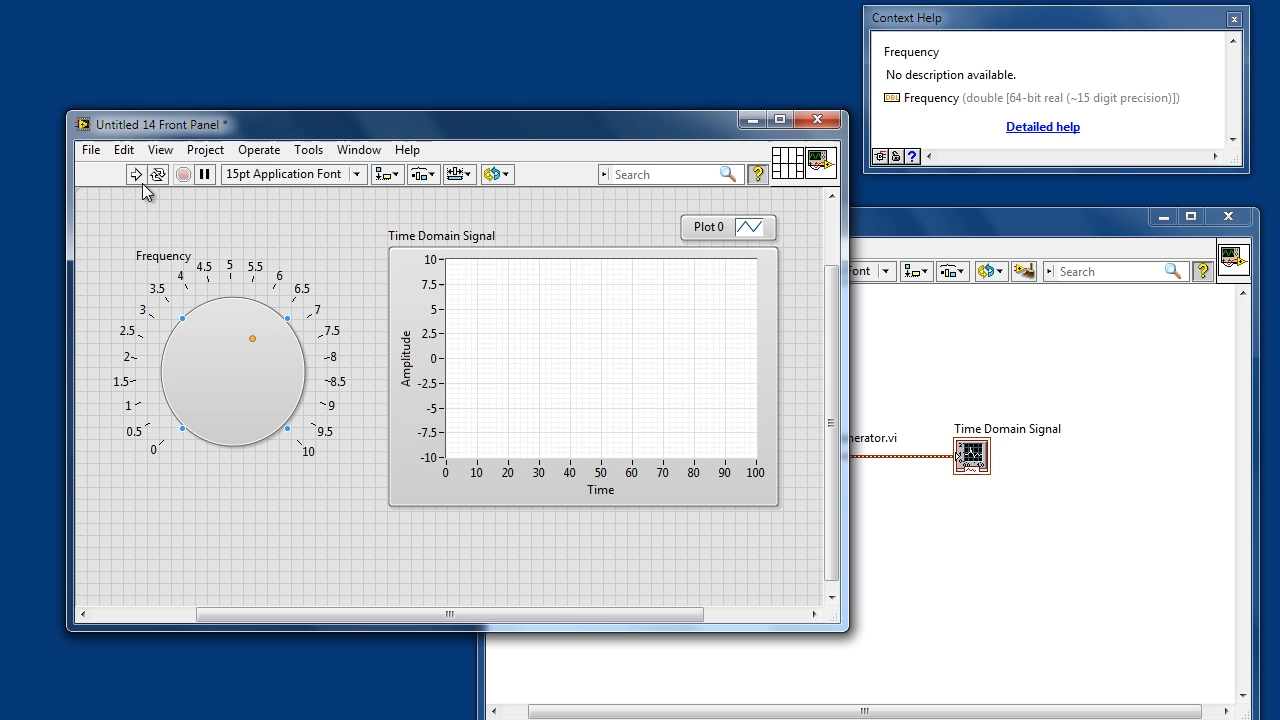 Context Help
Frequency
No description available.
DBL Frequency (double [64-bit real (~15 digit precision)])
Detailed help
Untitled 14 Front Panel *
File Edit View Project Operate Tools Window Help
15pt Application Font
Search
Plot 0
Time Domain Signal
Frequency
0
0.5
1
1.5
2
2.5
3
3.5
4
4.5
5
5.5
6
6.5
7
7.5
8
8.5
9
9.5
10
Amplitude
10
7.5
5
2.5
0
-2.5
-5
-7.5
-10
0 10 20 30 40 50 60 70 80 90 100
Time
ont
Search
nerator.vi
Time Domain Signal